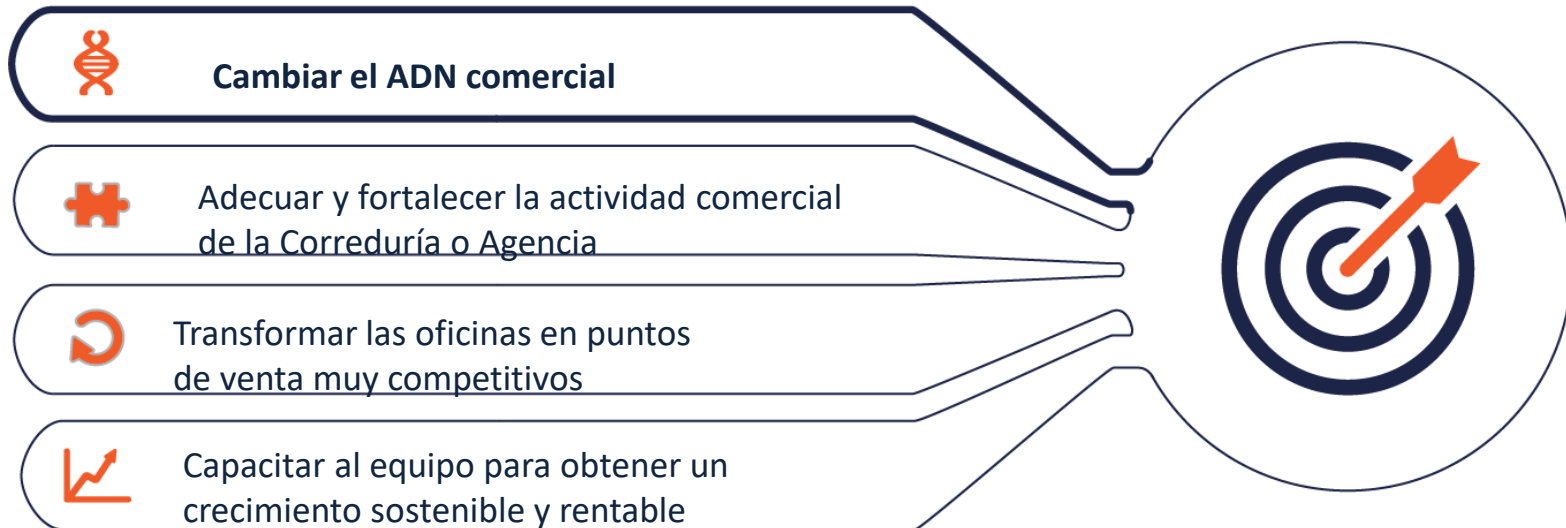 Cambiar el ADN comercial
Adecuar y fortalecer la actividad comercial
de la Correduría o Agencia
Transformar las oficinas en puntos
de venta muy competitivos
Capacitar al equipo para obtener un
crecimiento sostenible y rentable